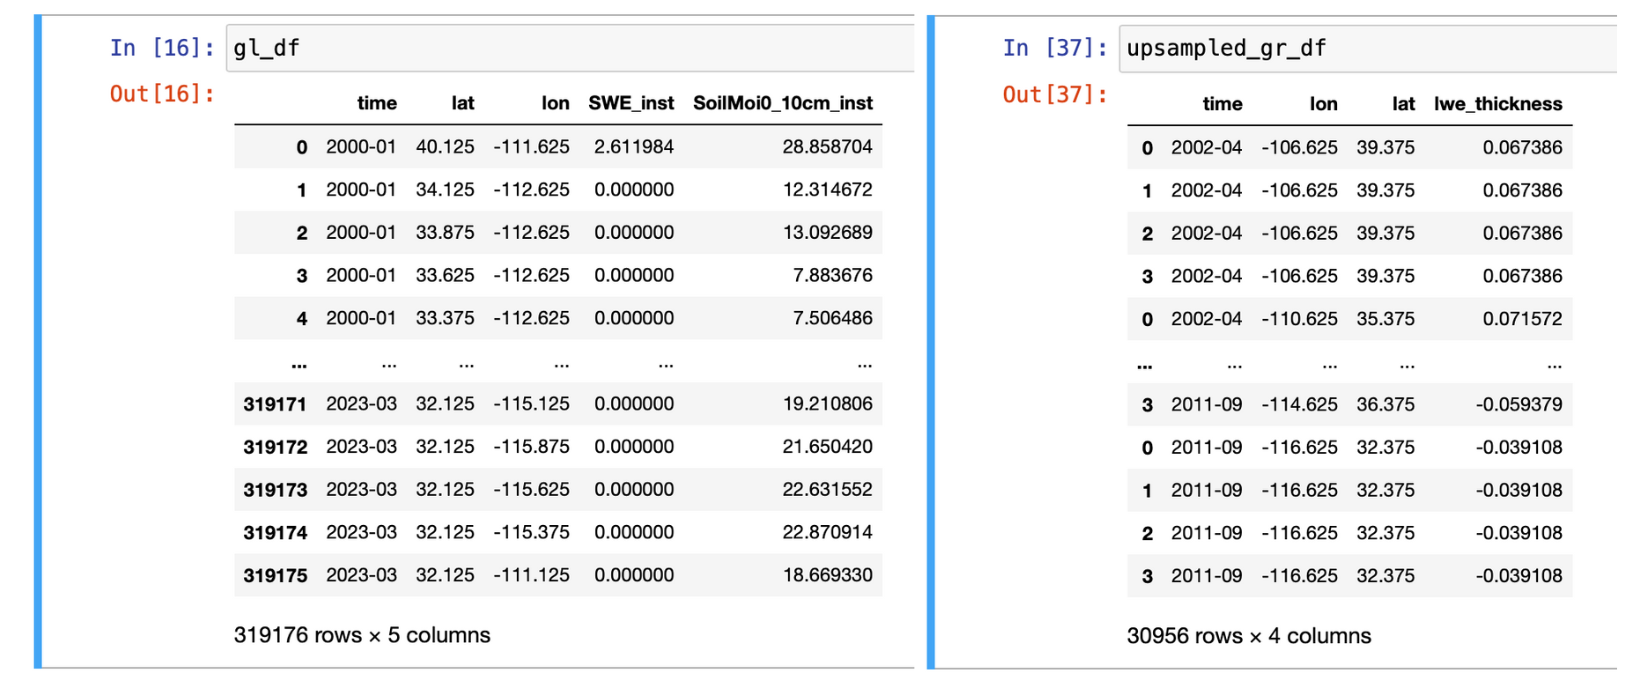 In [16]: gl_df
Out[16]:
time lat lon SWE_inst SoilMoi0_10cm_inst
0 2000-01 40.125 -111.625 2.611984 28.858704
1 2000-01 34.125 -112.625 0.000000 12.314672
2 2000-01 33.875 -112.625 0.000000 13.092689
3 2000-01 33.625 -112.625 0.000000 7.883676
4 2000-01 33.375 -112.625 0.000000 7.506486
... ... ... ... ... ...
319171 2023-03 32.125 -115.125 0.000000 19.210806
319172 2023-03 32.125 -115.875 0.000000 21.650420
319173 2023-03 32.125 -115.625 0.000000 22.631552
319174 2023-03 32.125 -115.375 0.000000 22.870914
319175 2023-03 32.125 -111.125 0.000000 18.669330
319176 rows × 5 columns
In [37]: upsampled_gr_df
Out[37]:
time lon lat lwe_thickness
0 2002-04 -106.625 39.375 0.067386
1 2002-04 -106.625 39.375 0.067386
2 2002-04 -106.625 39.375 0.067386
3 2002-04 -106.625 39.375 0.067386
0 2002-04 -110.625 35.375 0.071572
... ... ... ... ...
3 2011-09 -114.625 36.375 -0.059379
0 2011-09 -116.625 32.375 -0.039108
1 2011-09 -116.625 32.375 -0.039108
2 2011-09 -116.625 32.375 -0.039108
3 2011-09 -116.625 32.375 -0.039108
30956 rows × 4 columns